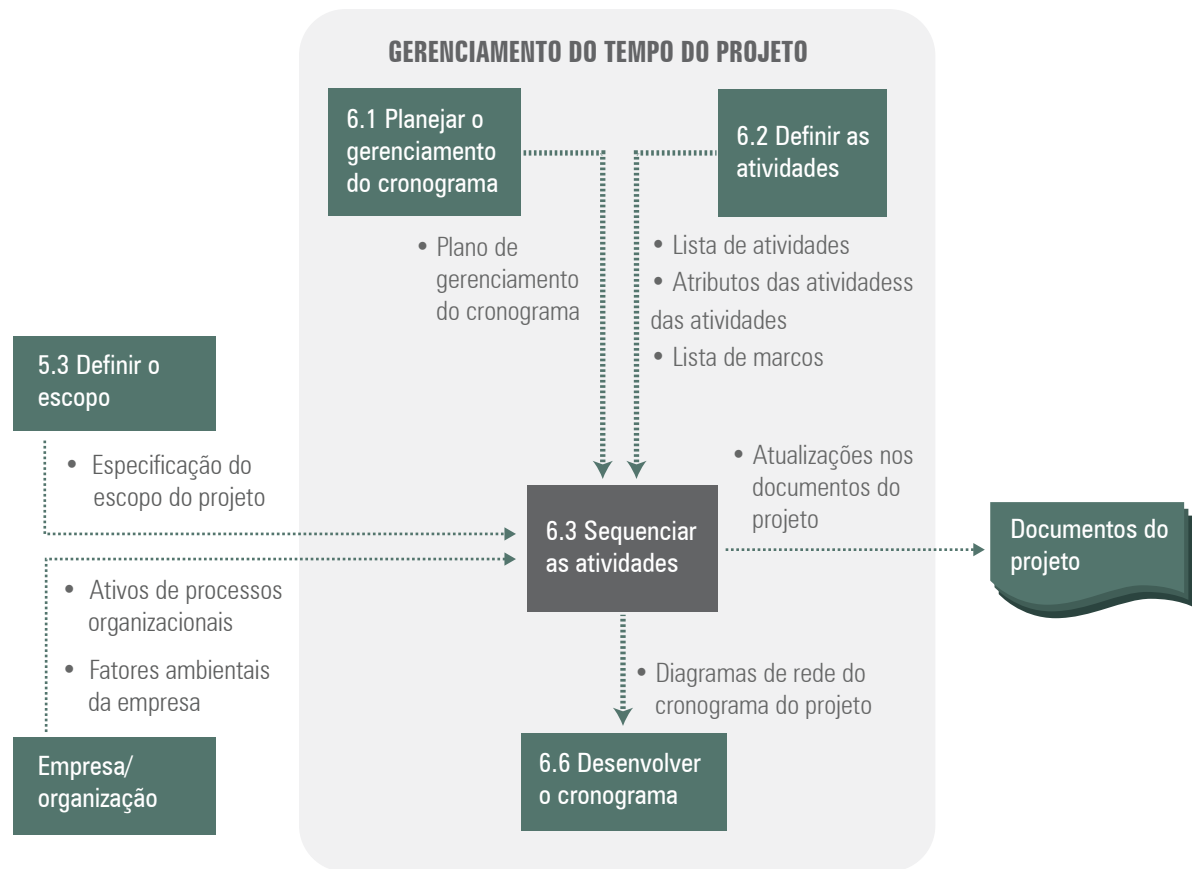 GERENCIAMENTO DO TEMPO DO PROJETO
6.1 Planejar o
gerenciamento
do cronograma
6.2 Definir as
atividades
• Plano de
gerenciamento
do cronograma
• Lista de atividades
• Atributos das atividadess
das atividades
• Lista de marcos
5.3 Definir o
escopo
• Especificação do
escopo do projeto
• Atualizações nos
documentos do
projeto
6.3 Sequenciar
as atividades
Documentos do
projeto
• Ativos de processos
organizacionais
• Fatores ambientais
da empresa
• Diagramas de rede do
cronograma do projeto
Empresa/
organização
6.6 Desenvolver
o cronograma